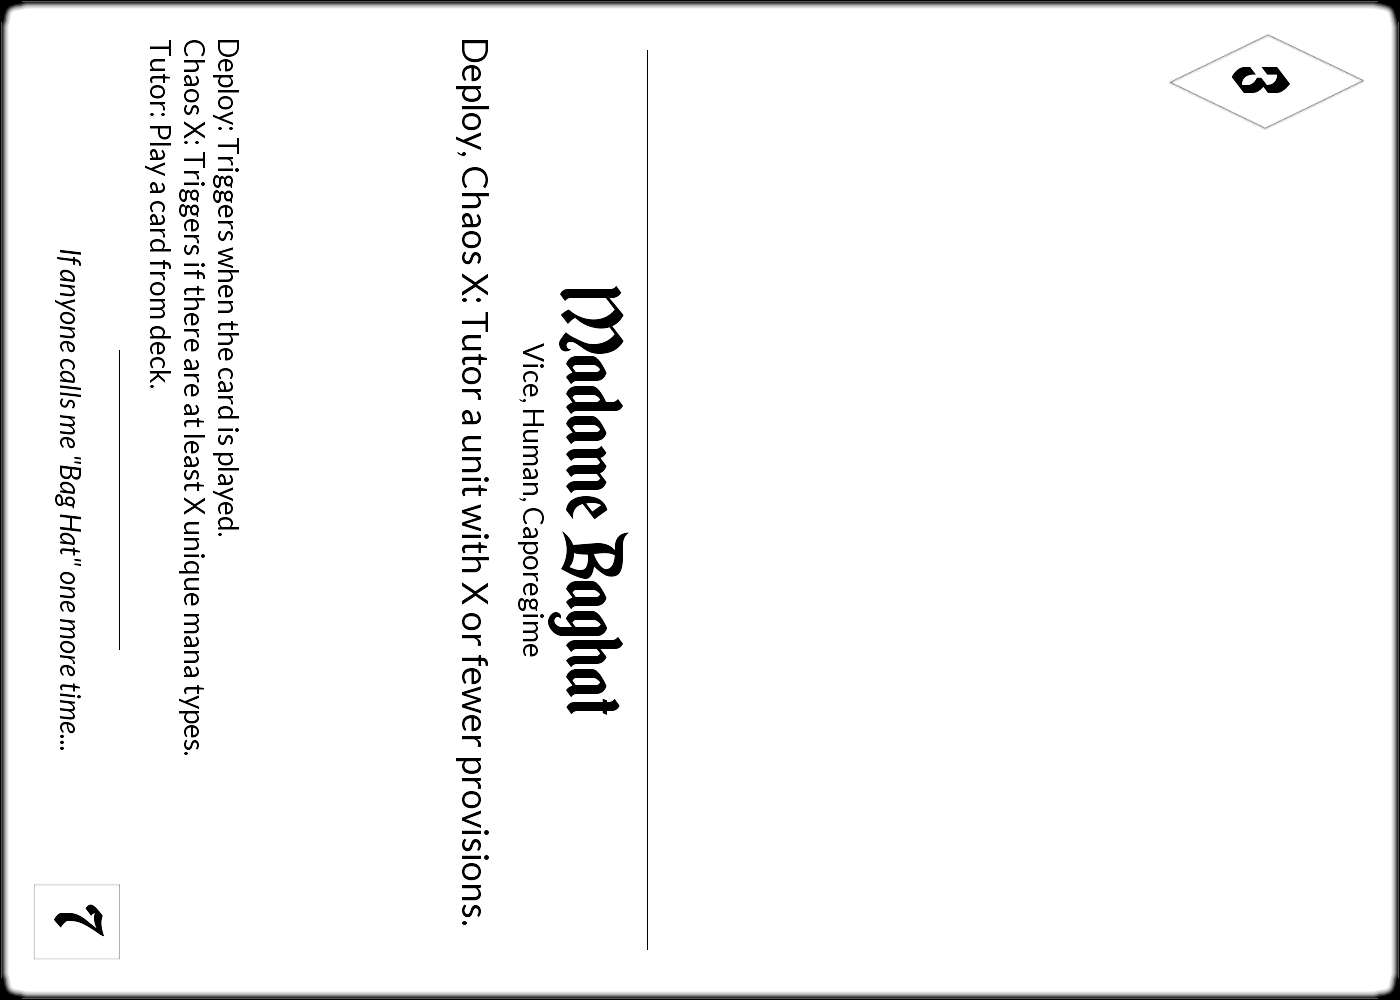 3
Madame Baghat
Vice, Human, Caporegime
Deploy, Chaos X: Tutor a unit with X or fewer provisions.
Deploy: Triggers when the card is played.
Chaos X: Triggers if there are at least X unique mana types.
Tutor: Play a card from deck.
If anyone calls me "Bag Hat" one more time...
7